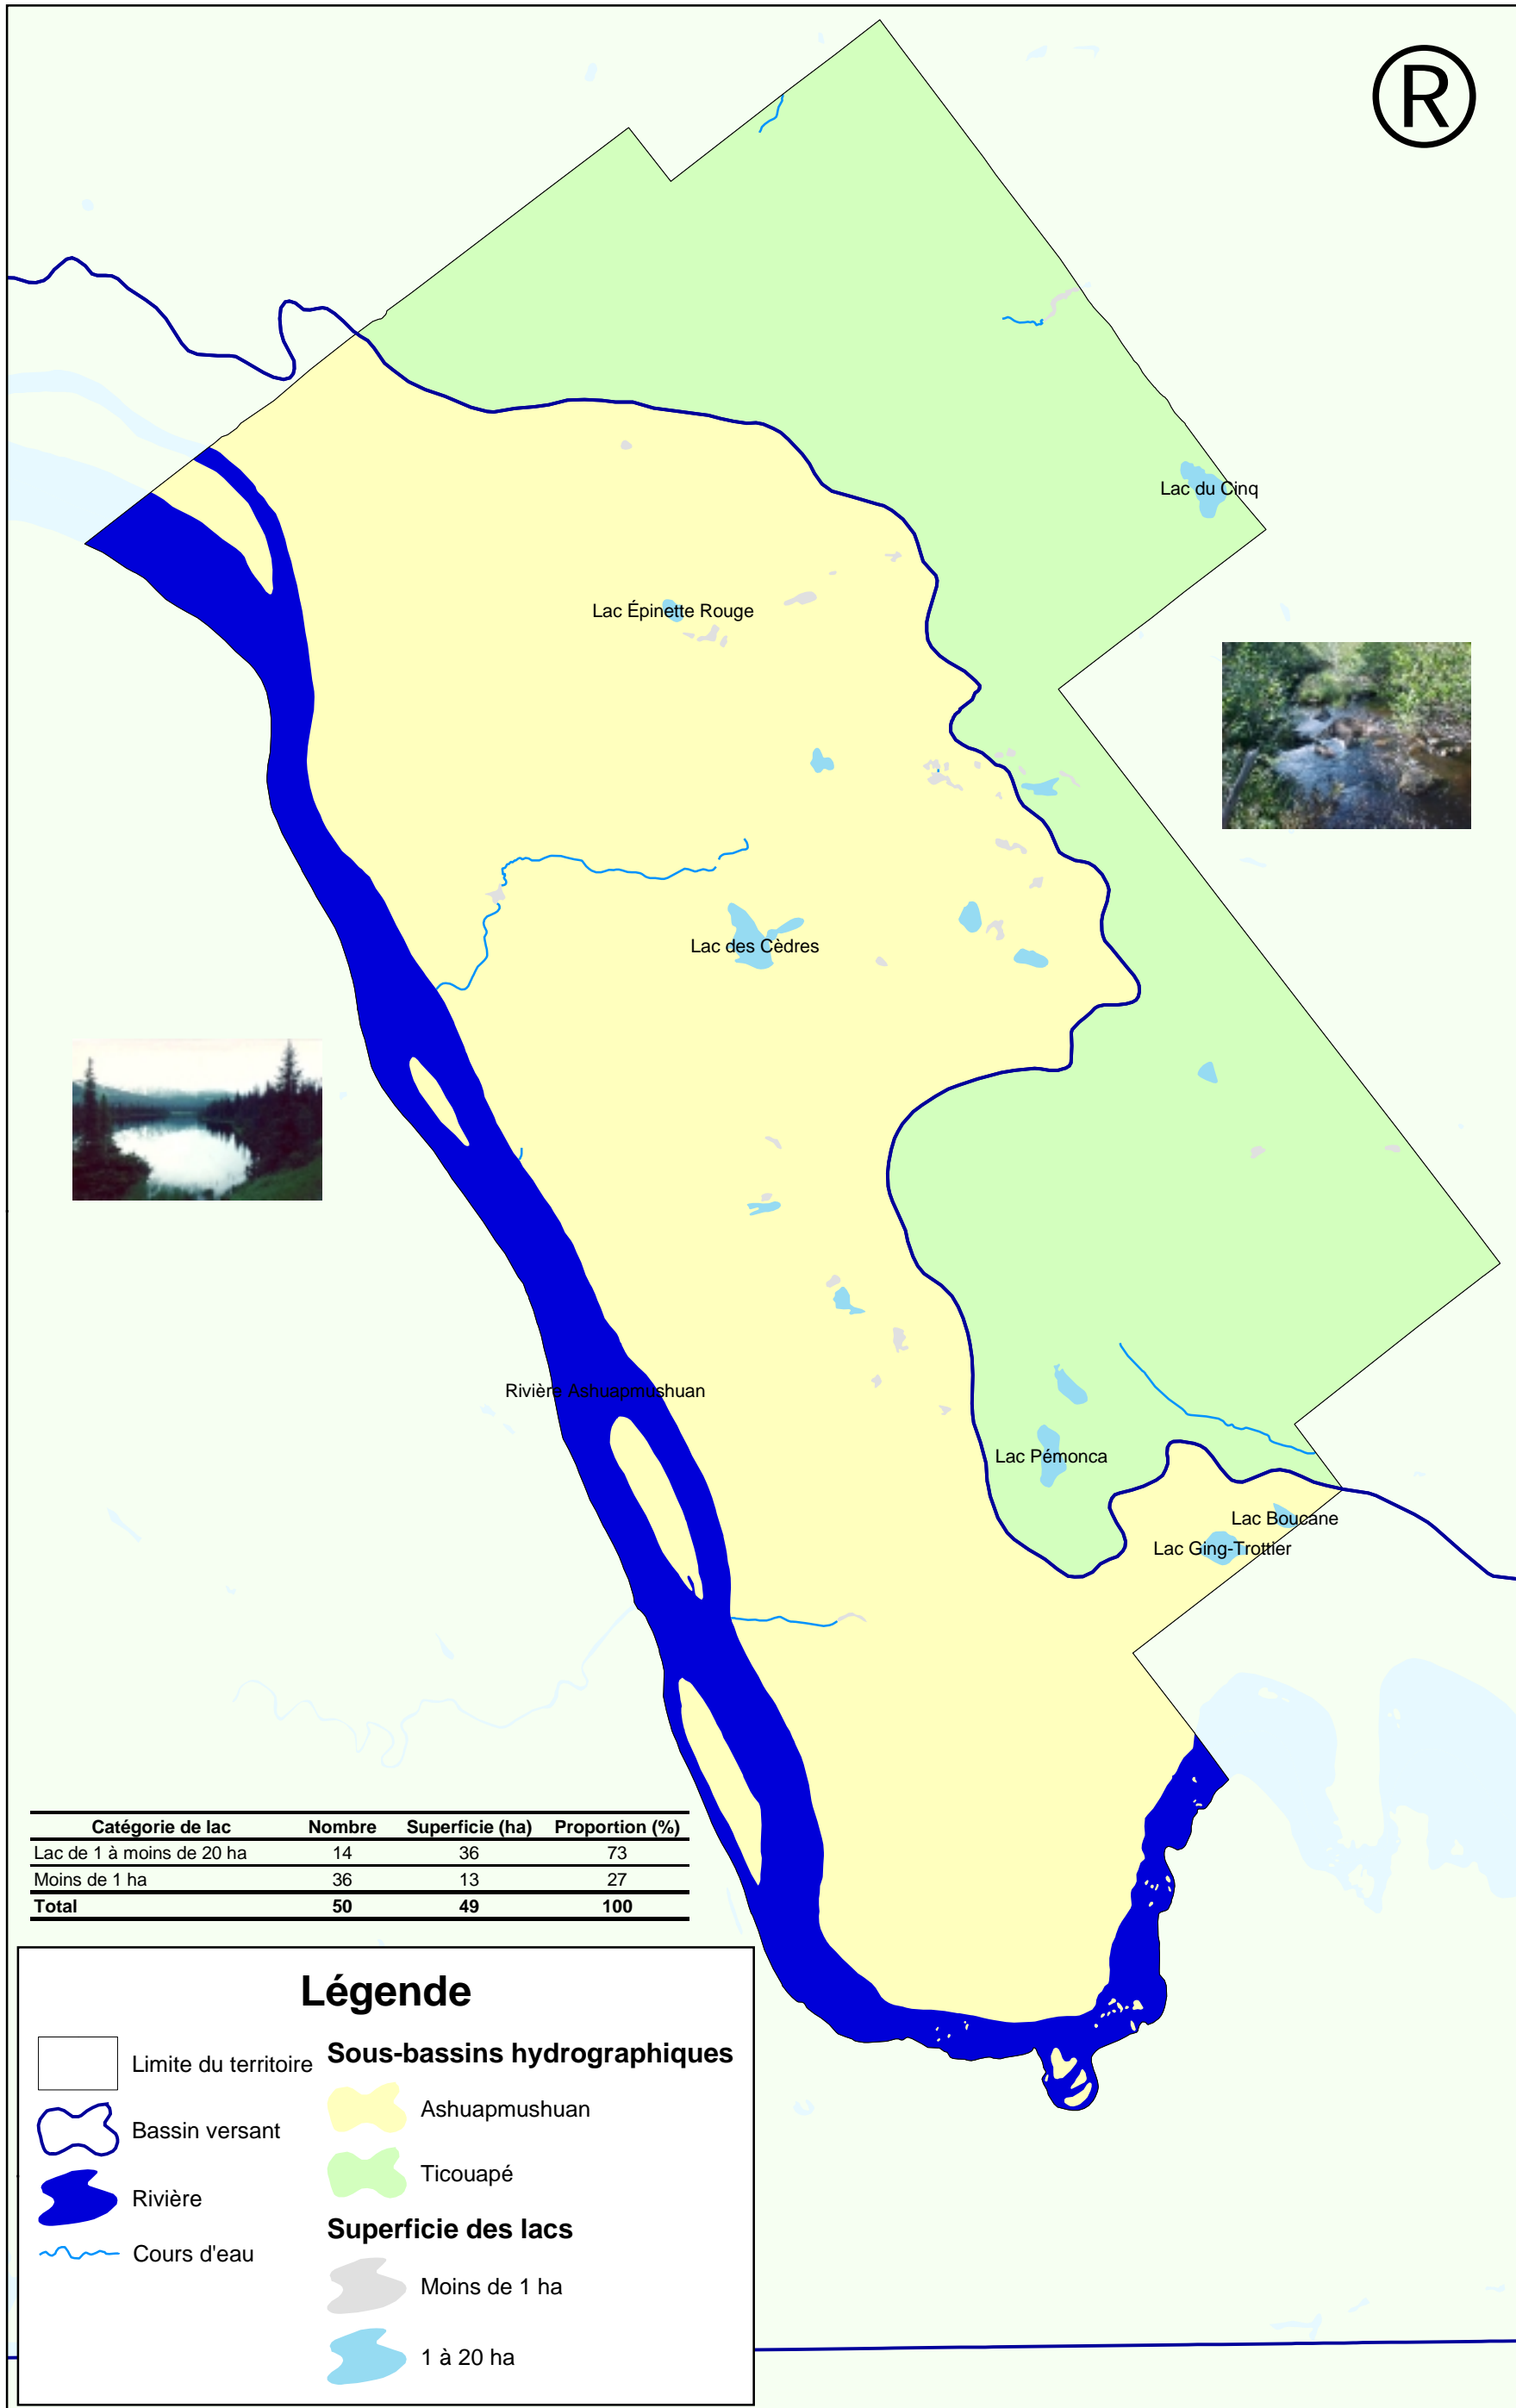 ®
Lac du Cinq
Lac Épinette Rouge
Lac des Cèdres
Rivière Ashuapmushuan
Lac Pémonca
Lac Boucane
Lac Ging-Trottier
Catégorie de lac Nombre Superficie (ha) Proportion (%)
Lac de 1 à moins de 20 ha 14 36 73
Moins de 1 ha 36 13 27
Total 50 49 100
Légende
Limite du territoire
Bassin versant
Rivière
Cours d'eau
Sous-bassins hydrographiques
Ashuapmushuan
Ticouapé
Superficie des lacs
Moins de 1 ha
1 à 20 ha